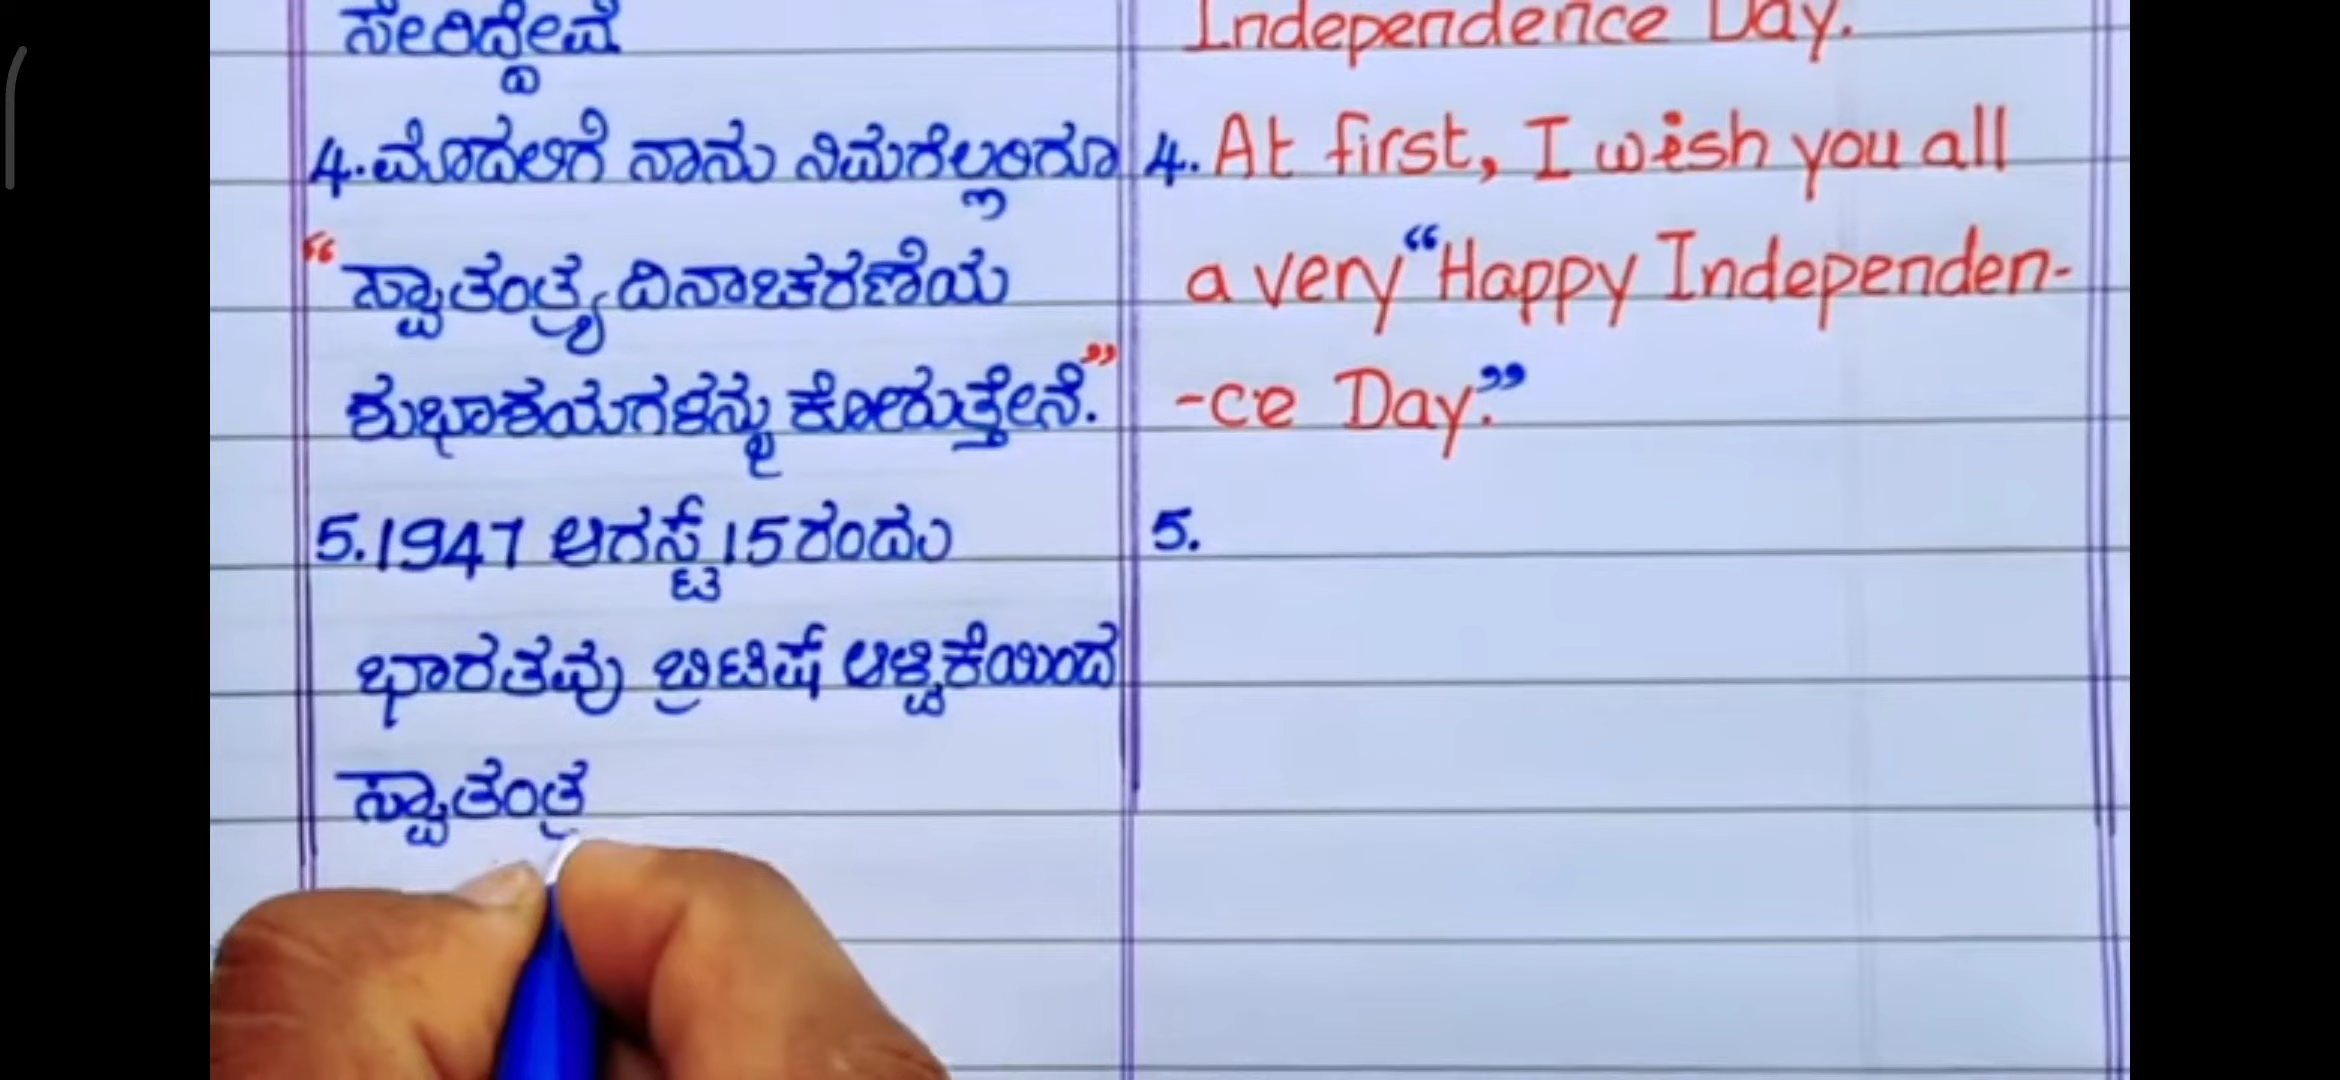 ಸೇರಿದ್ದೇವೆ
4. ಮೊದಲಿಗೆ ನಾನು ನಿಮಗೆಲ್ಲರಿಗೂ
“ಸ್ವಾತಂತ್ರ್ಯ ದಿನಾಚರಣೆಯ
ಶುಭಾಶಯಗಳನ್ನು ಕೋರುತ್ತೇನೆ.”
5. 1947 ಆಗಸ್ಟ್ 15 ರಂದು
ಭಾರತವು ಬ್ರಿಟಿಷ್ ಆಳ್ವಿಕೆಯಿಂದ
ಸ್ವಾತಂತ್ರ
Independence Day.
4. At first, I wish you all
a very “Happy Independen-
-ce Day.”
5.